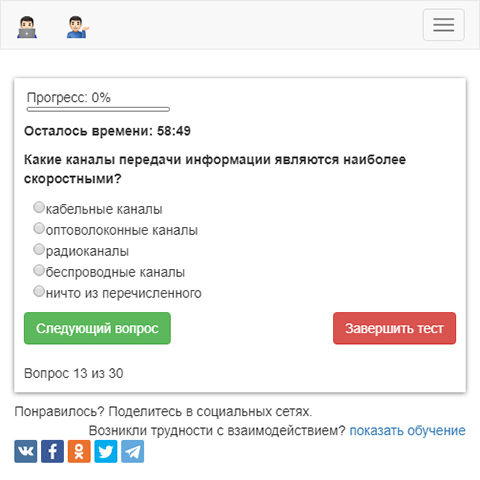 Прогресс: 0%
Осталось времени: 58:49
Какие каналы передачи информации являются наиболее
скоростными?
кабельные каналы
оптоволоконные каналы
радиоканалы
беспроводные каналы
ничто из перечисленного
Следующий вопрос
Завершить тест
Вопрос 13 из 30
Понравилось? Поделитесь в социальных сетях.
Возникли трудности с взаимодействием? показать обучение